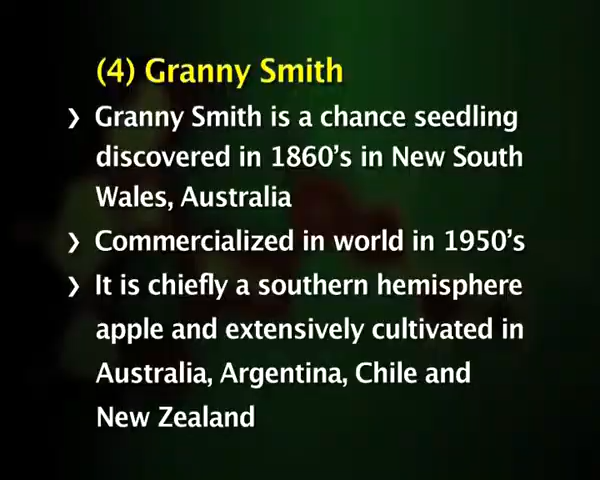 (4) Granny Smith
❯ Granny Smith is a chance seedling
discovered in 1860's in New South
Wales, Australia
❯ Commercialized in world in 1950's
❯ It is chiefly a southern hemisphere
apple and extensively cultivated in
Australia, Argentina, Chile and
New Zealand